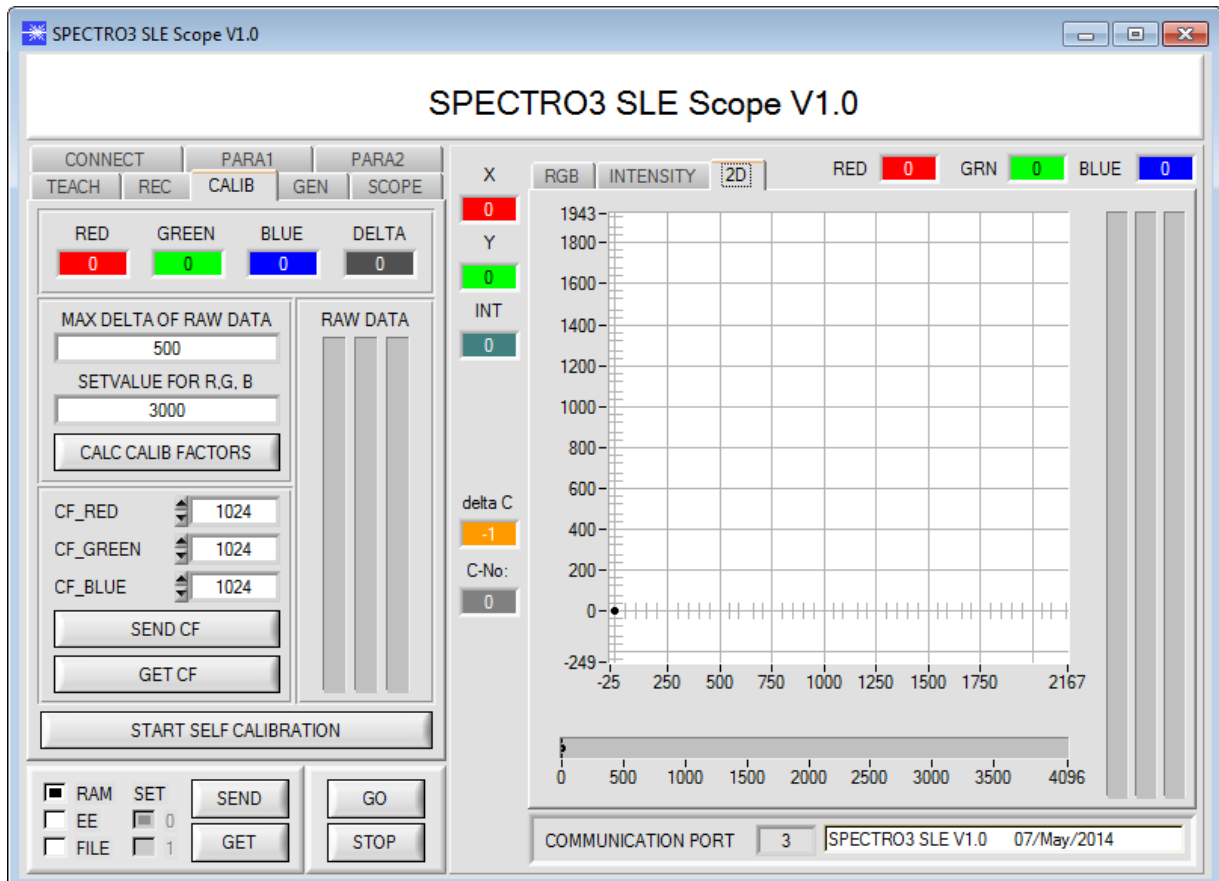 SPECTRO3 SLE Scope V1.0
SPECTRO3 SLE Scope V1.0
CONNECT PARA1 PARA2
TEACH REC CALIB GEN SCOPE
RED GREEN BLUE DELTA
0 0 0 0
MAX DELTA OF RAW DATA
500
SETVALUE FOR R,G, B
3000
CALC CALIB FACTORS
RAW DATA
CF_RED 1024
CF_GREEN 1024
CF_BLUE 1024
SEND CF
GET CF
START SELF CALIBRATION
RAM SET
EE 0
FILE 1
SEND
GET
GO
STOP
X
0
Y
0
INT
0
delta C
-1
C-No:
0
RGB INTENSITY 2D
RED 0 GRN 0 BLUE 0
1943
1800
1600
1400
1200
1000
800
600
400
200
0
-249
-25 250 500 750 1000 1250 1500 1750 2167
0 500 1000 1500 2000 2500 3000 3500 4096
COMMUNICATION PORT 3 SPECTRO3 SLE V1.0 07/May/2014